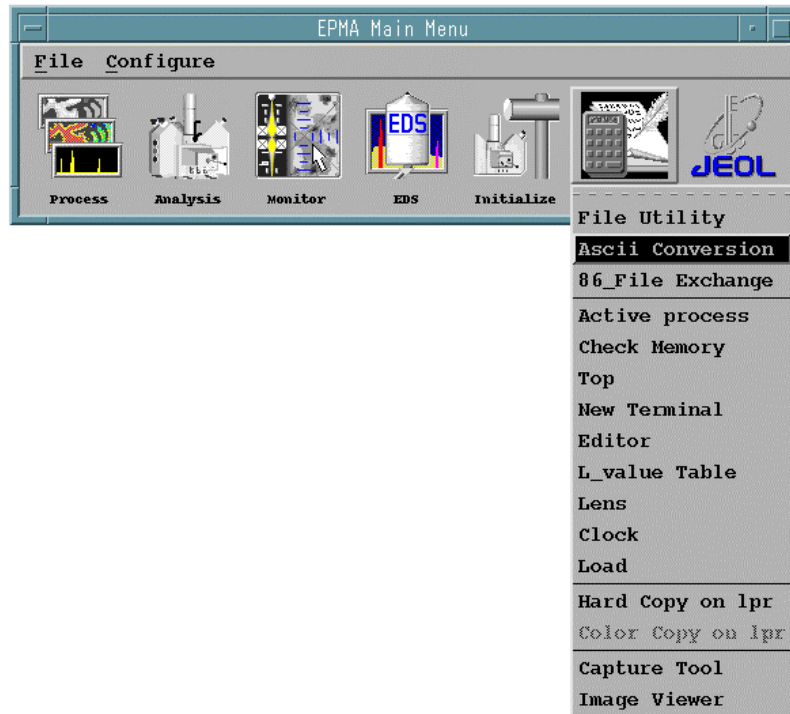 EPMA Main Menu
File Configure
EDS
JEOL
Process Analysis Monitor EDS Initialize
File Utility
Ascii Conversion
86_File Exchange
Active process
Check Memory
Top
New Terminal
Editor
L_value Table
Lens
Clock
Load
Hard Copy on lpr
Color Copy on lpr
Capture Tool
Image Viewer